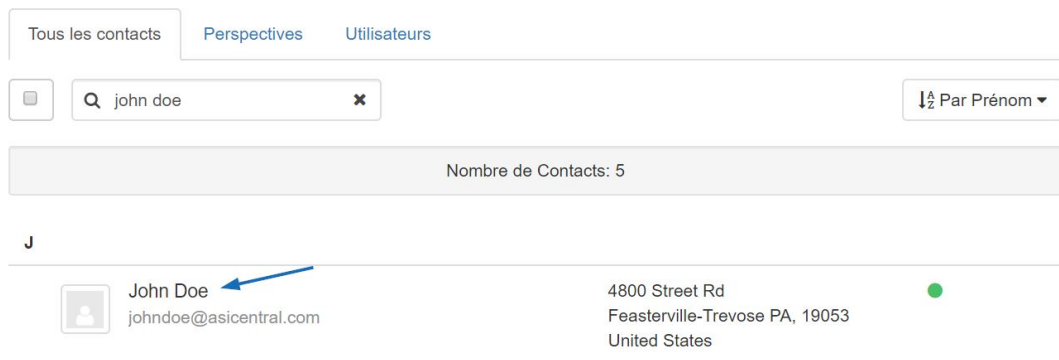 Tous les contacts Perspectives Utilisateurs
john doe Par Prénom
Nombre de Contacts: 5
J
John Doe
johndoe@asicentral.com
4800 Street Rd
Feasterville-Trevose PA, 19053
United States